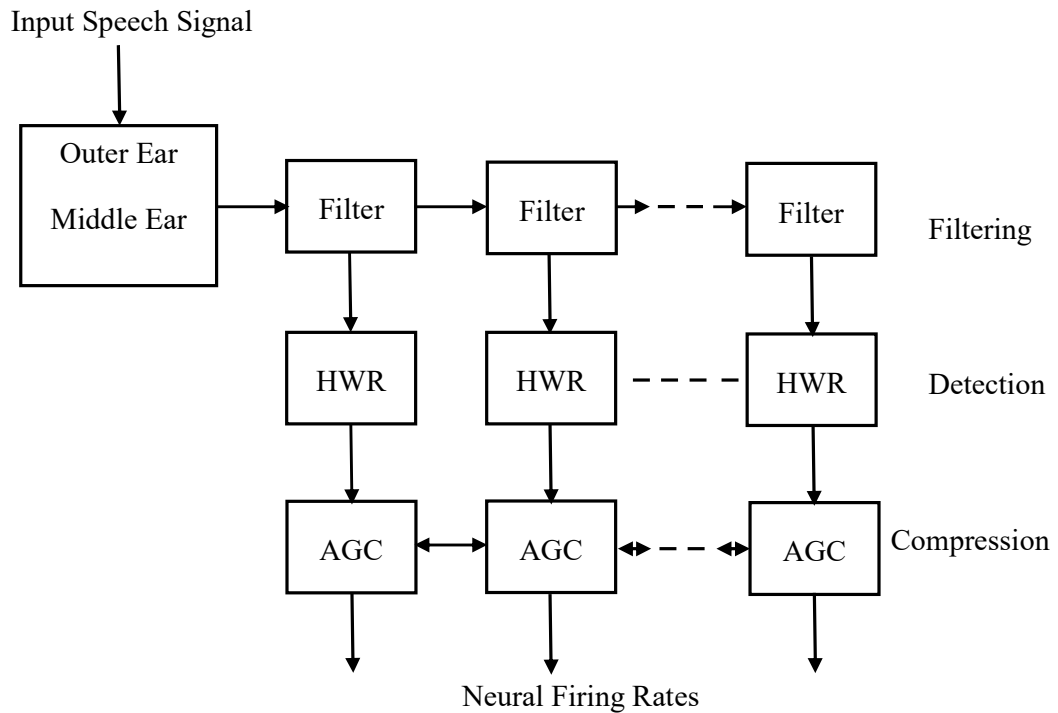 Input Speech Signal
Outer Ear
Middle Ear
Filter
Filter
Filter
Filtering
HWR
HWR
HWR
Detection
AGC
AGC
AGC
Compression
Neural Firing Rates